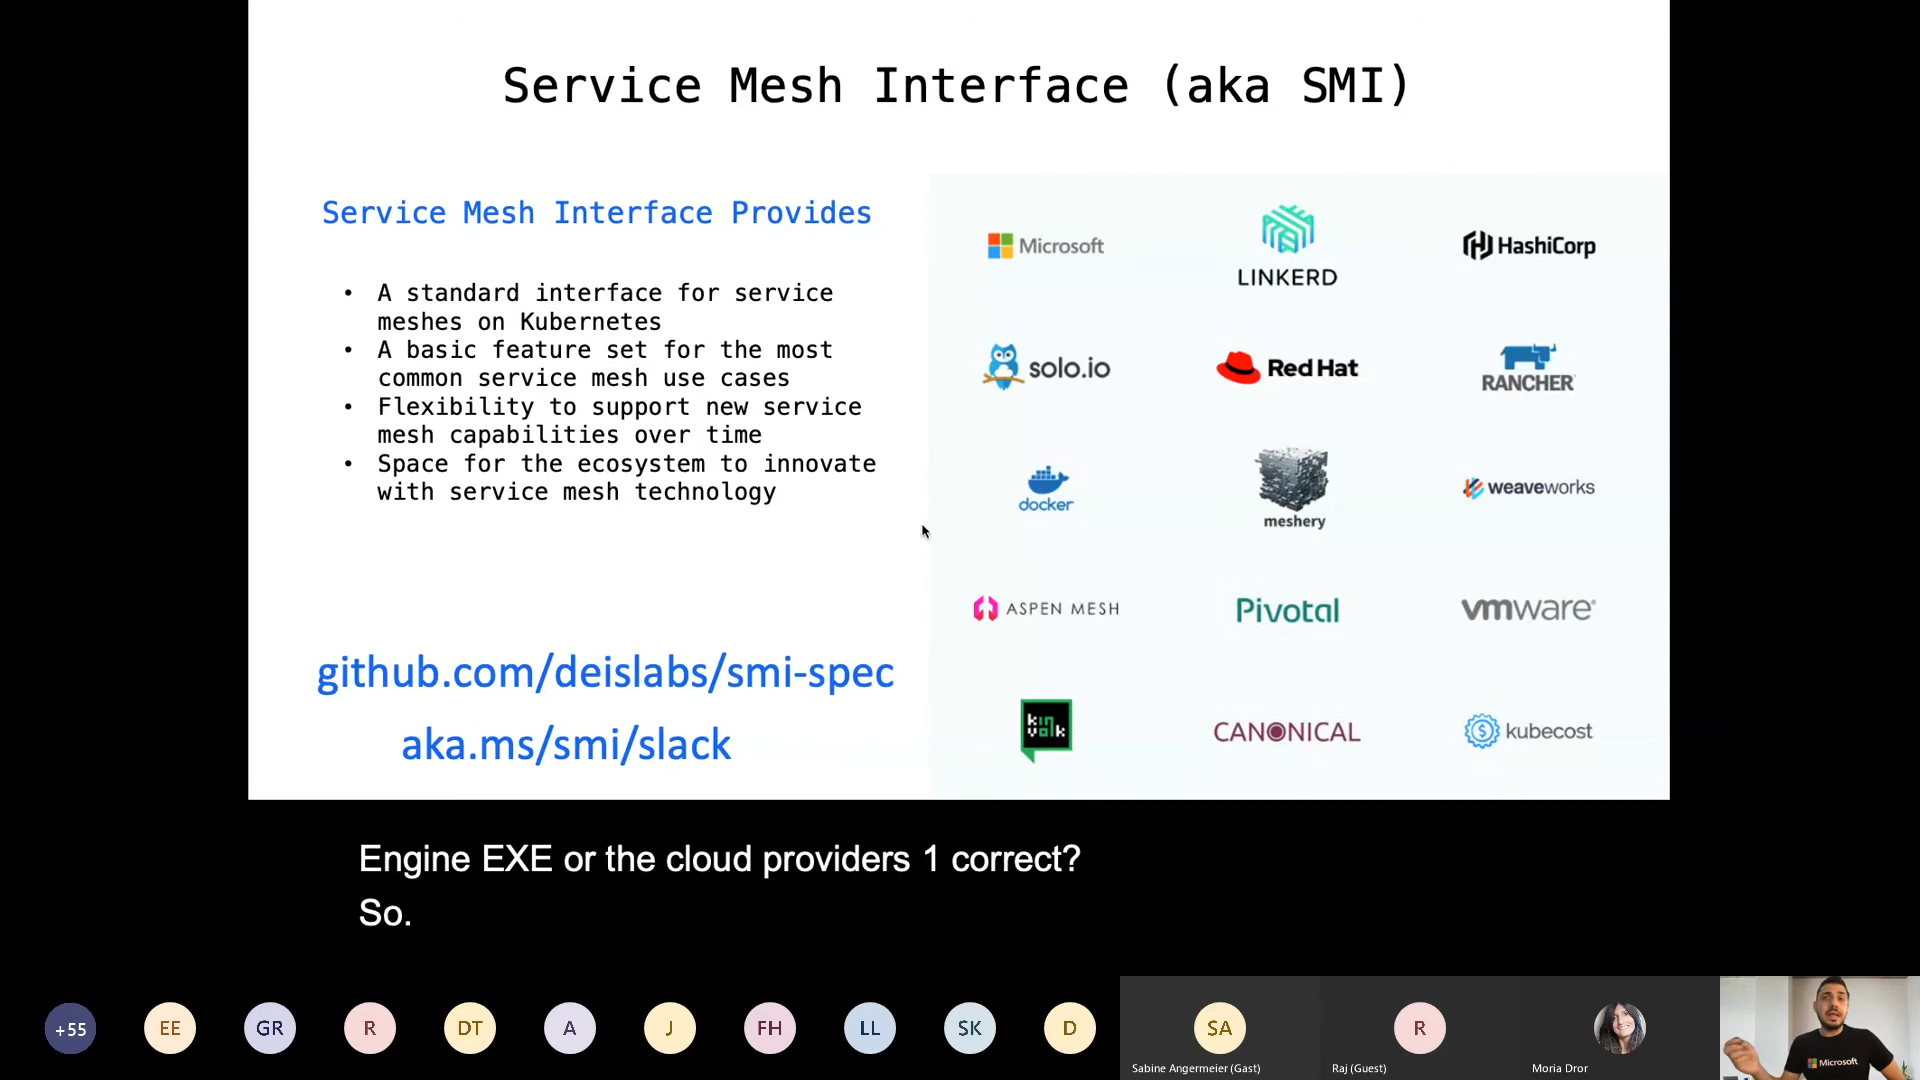 Service Mesh Interface (aka SMI)
Service Mesh Interface Provides
• A standard interface for service
meshes on Kubernetes
• A basic feature set for the most
common service mesh use cases
• Flexibility to support new service
mesh capabilities over time
• Space for the ecosystem to innovate
with service mesh technology
github.com/deislabs/smi-spec
aka.ms/smi/slack
Microsoft
LINKERD
HashiCorp
solo.io
Red Hat
RANCHER
docker
meshery
weaveworks
ASPEN MESH
Pivotal
vmware
kinvolk
CANONICAL
kubecost
Engine EXE or the cloud providers 1 correct?
So.
+55
EE
GR
R
DT
A
J
FH
LL
SK
D
SA
Sabine Angermeier (Gast)
R
Raj (Guest)
Moria Dror
Microsoft